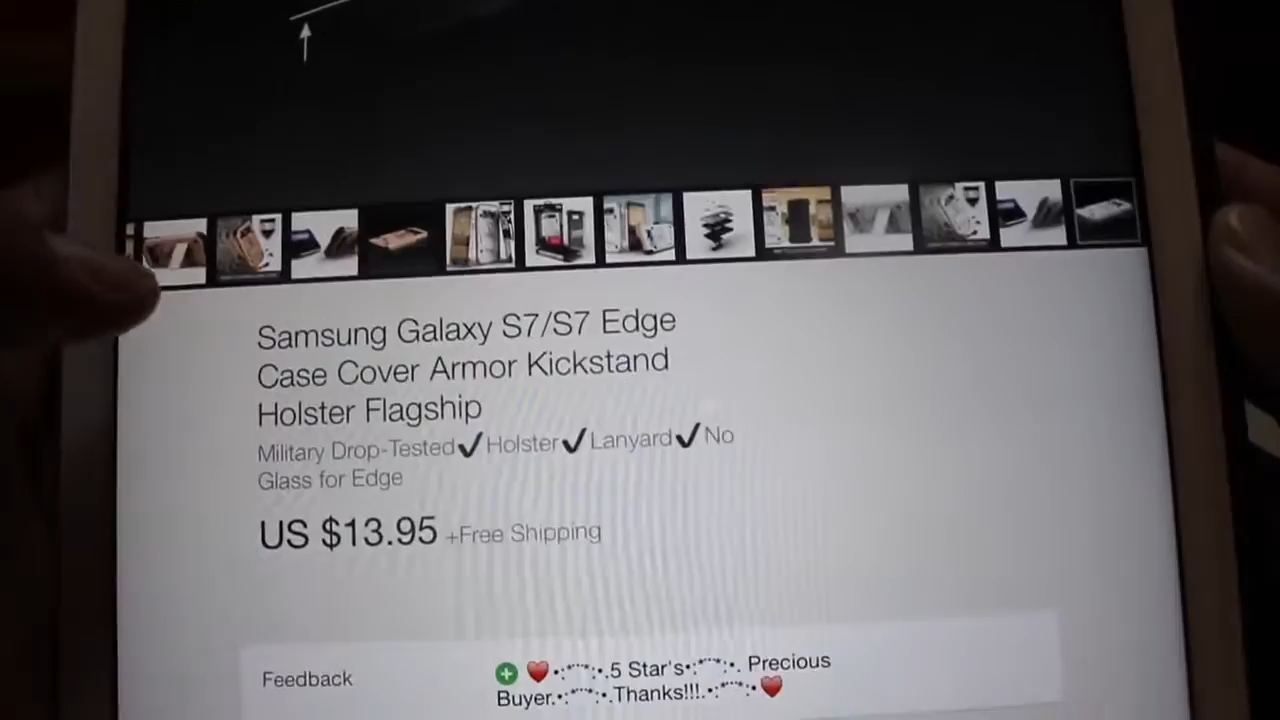 Samsung Galaxy S7/S7 Edge
Case Cover Armor Kickstand
Holster Flagship
Military Drop-Tested✔Holster✔Lanyard✔No
Glass for Edge
US $13.95 +Free Shipping
Feedback
❤️•:*¨¨*:•.5 Star's•:*¨¨*:•. Precious
Buyer.•:*¨¨*:•.Thanks!!!.•:*¨¨*:•❤️